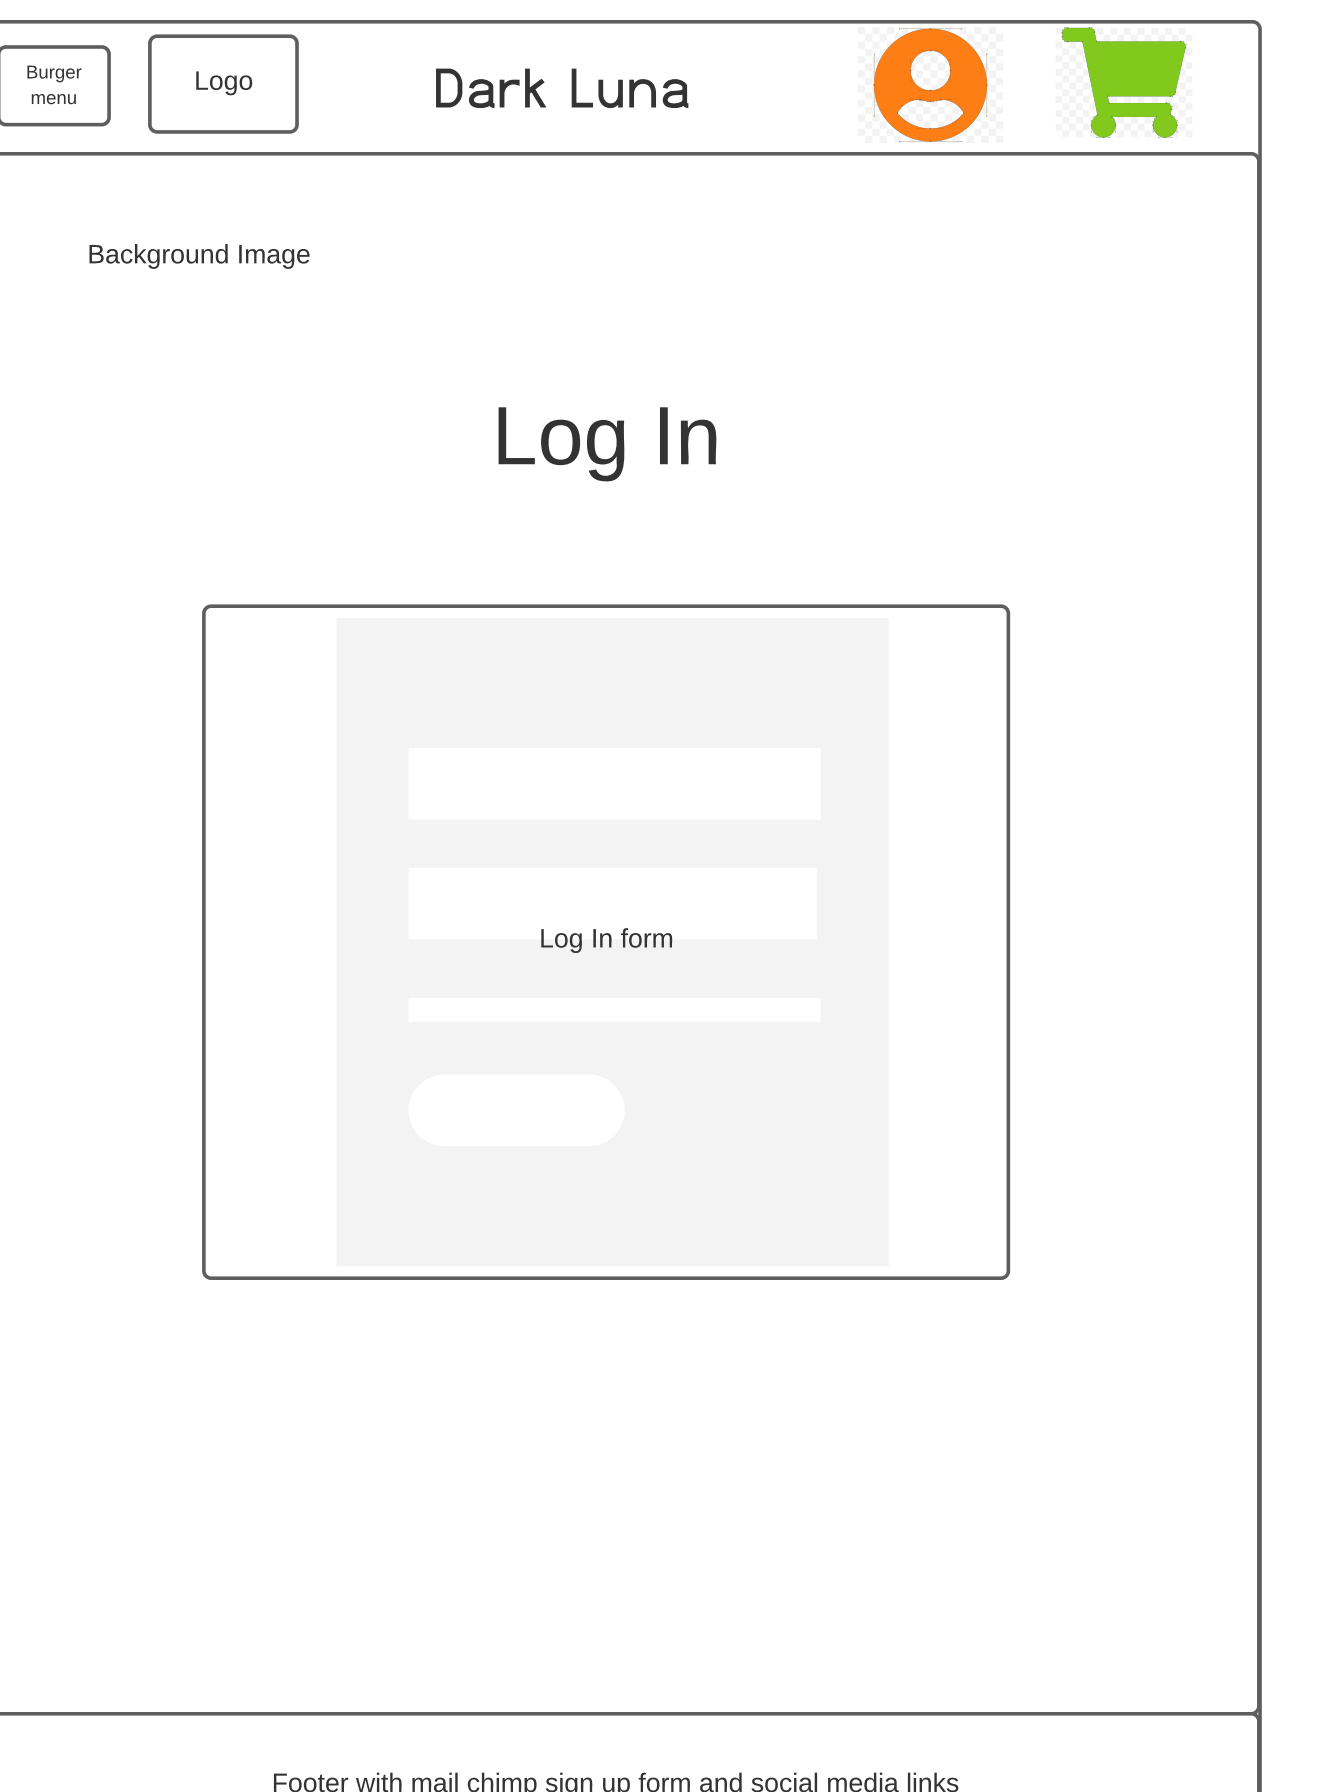 Burger
menu
Logo
Dark Luna
Background Image
Log In
Log In form
Footer with mail chimp sign up form and social media links